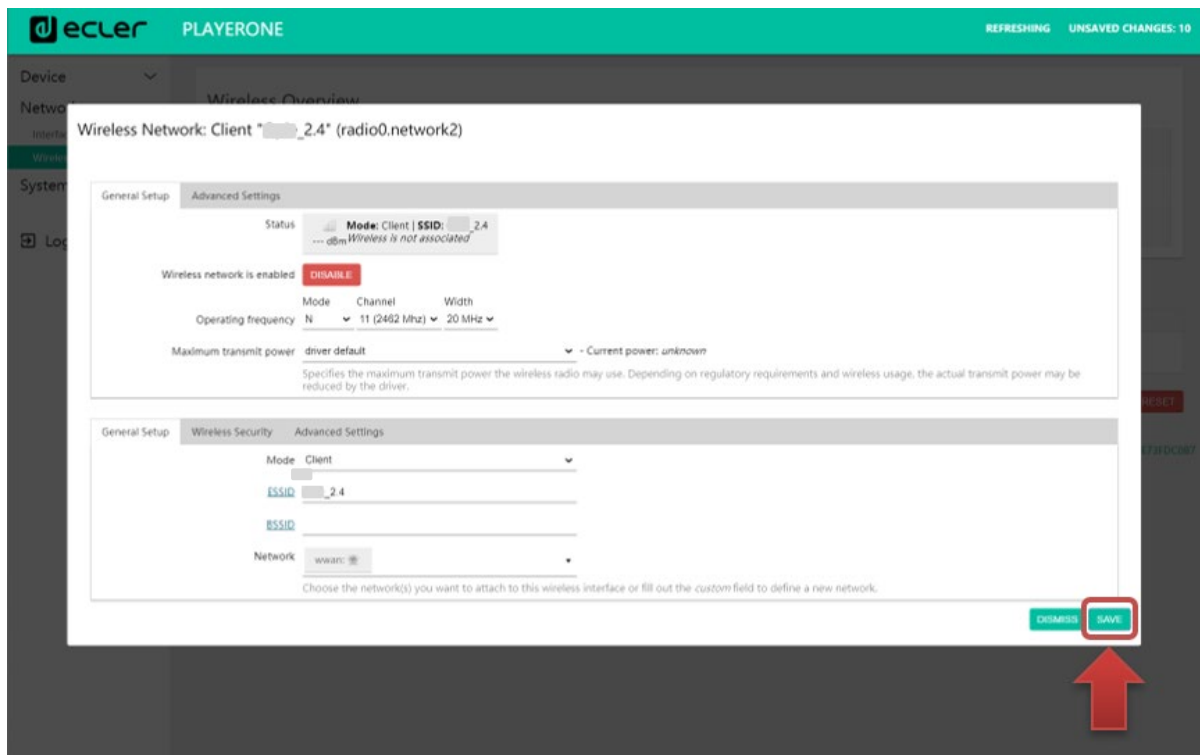 ecler PLAYERONE REFRESHING UNSAVED CHANGES: 10
Device
Wireless Overview
Netwo
Interfac
Wireles
System
Log
Wireless Network: Client " _2.4" (radio0.network2)
General Setup Advanced Settings
Status Mode: Client | SSID: _2.4
--- dBm Wireless is not associated
Wireless network is enabled DISABLE
Mode Channel Width
Operating frequency N 11 (2462 Mhz) 20 MHz
Maximum transmit power driver default - Current power: unknown
Specifies the maximum transmit power the wireless radio may use. Depending on regulatory requirements and wireless usage, the actual transmit power may be
reduced by the driver.
RESET
General Setup Wireless Security Advanced Settings
Mode Client
ESSID _2.4
BSSID
Network wwan:
Choose the network(s) you want to attach to this wireless interface or fill out the custom field to define a new network.
DISMISS SAVE